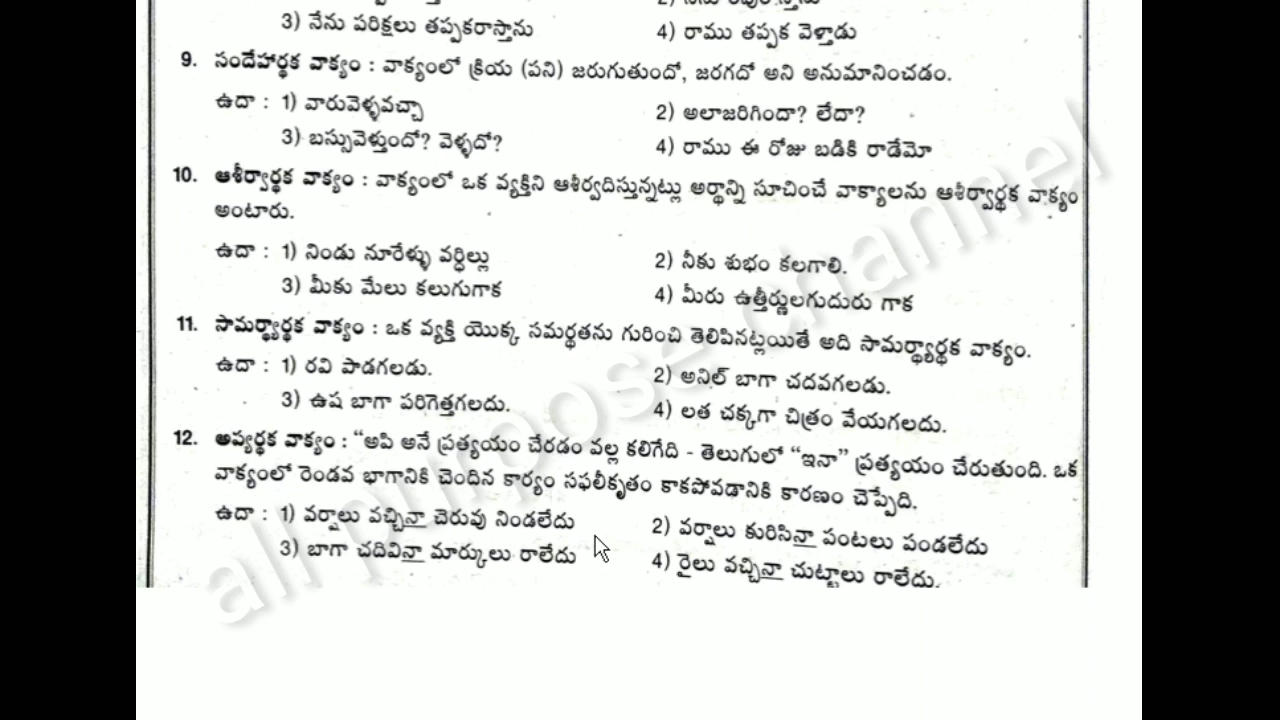 3) నేను పరిక్షలు తప్పకరాస్తాను 4) రాము తప్పక వెళ్తాడు
9. సందేహార్థక వాక్యం : వాక్యంలో క్రియ (పని) జరుగుతుందో, జరగదో అని అనుమానించడం.
ఉదా : 1) వారువెళ్ళవచ్చా 2) అలాజరిగిందా? లేదా?
3) బస్సువెళ్తుందో? వెళ్ళదో? 4) రాము ఈ రోజు బడికి రాడేమో
10. ఆశీర్వార్థక వాక్యం : వాక్యంలో ఒక వ్యక్తిని ఆశీర్వదిస్తున్నట్లు అర్థాన్ని సూచించే వాక్యాలను ఆశీర్వార్థక వాక్యం
అంటారు.
ఉదా : 1) నిండు నూరేళ్ళు వర్ధిల్లు 2) నీకు శుభం కలగాలి.
3) మీకు మేలు కలుగుగాక 4) మీరు ఉత్తీర్ణులగుదురు గాక
11. సామర్థ్యార్థక వాక్యం : ఒక వ్యక్తి యొక్క సమర్థతను గురించి తెలిపినట్లయితే అది సామర్థ్యార్థక వాక్యం.
ఉదా : 1) రవి పాడగలడు. 2) అనిల్ బాగా చదవగలడు.
3) ఉష బాగా పరిగెత్తగలదు. 4) లత చక్కగా చిత్రం వేయగలదు.
12. అప్యర్థక వాక్యం : “అపి అనే ప్రత్యయం చేరడం వల్ల కలిగేది - తెలుగులో “ఇనా” ప్రత్యయం చేరుతుంది. ఒక
వాక్యంలో రెండవ భాగానికి చెందిన కార్యం సఫలీకృతం కాకపోవడానికి కారణం చెప్పేది.
ఉదా : 1) వర్షాలు వచ్చినా చెరువు నిండలేదు 2) వర్షాలు కురిసినా పంటలు పండలేదు
3) బాగా చదివినా మార్కులు రాలేదు 4) రైలు వచ్చినా చుట్టాలు రాలేదు.
all purpose channel